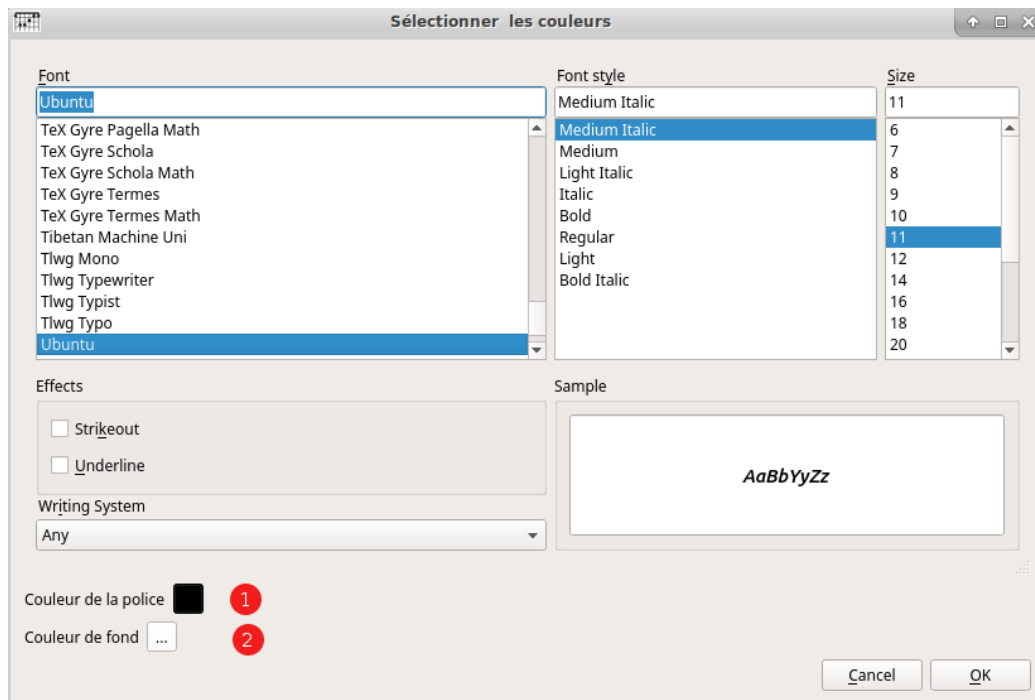 Sélectionner les couleurs
Font
Font style
Size
Ubuntu
Medium Italic
11
TeX Gyre Pagella Math
TeX Gyre Schola
TeX Gyre Schola Math
TeX Gyre Termes
TeX Gyre Termes Math
Tibetan Machine Uni
Tlwg Mono
Tlwg Typewriter
Tlwg Typist
Tlwg Typo
Ubuntu
Medium Italic
Medium
Light Italic
Italic
Bold
Regular
Light
Bold Italic
6
7
8
9
10
11
12
14
16
18
20
Effects
Strikeout
Underline
Sample
AaBbYyZz
Writing System
Any
Couleur de la police
1
Couleur de fond ...
2
Cancel
OK